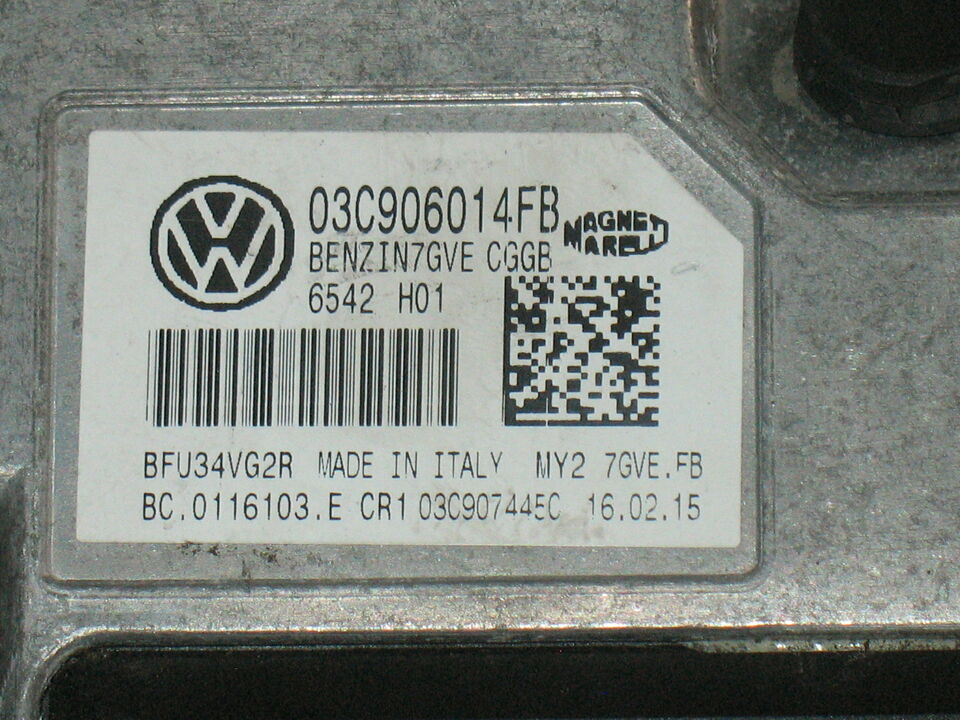 VW
03C906014FB
MAGNETI
MARELLI
BENZIN7GVE CGGB
6542 H01
BFU34VG2R MADE IN ITALY MY2 7GVE.FB
BC.0116103.E CR1 03C907445C 16.02.15